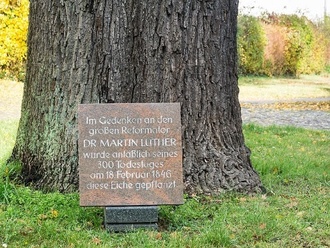 Im Gedenken an den
großen Reformator
DR. MARTIN LUTHER
wurde anläßlich seines
300. Todestages
am 18. Februar 1846
diese Eiche gepflanzt